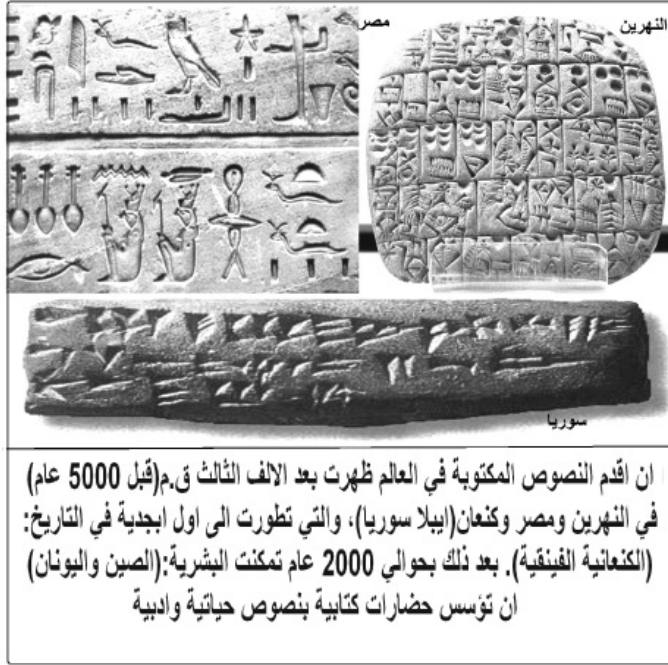 مصر
النهرين
سوريا
ان اقدم النصوص المكتوبة في العالم ظهرت بعد الالف الثالث ق.م(قبل 5000 عام)
في النهرين ومصر وكنعان(ايبلا سوريا)، والتي تطورت الى اول ابجدية في التاريخ:
(الكنعانية الفينقية). بعد ذلك بحوالي 2000 عام تمكنت البشرية:(الصين واليونان)
ان تؤسس حضارات كتابية بنصوص حياتية وادبية